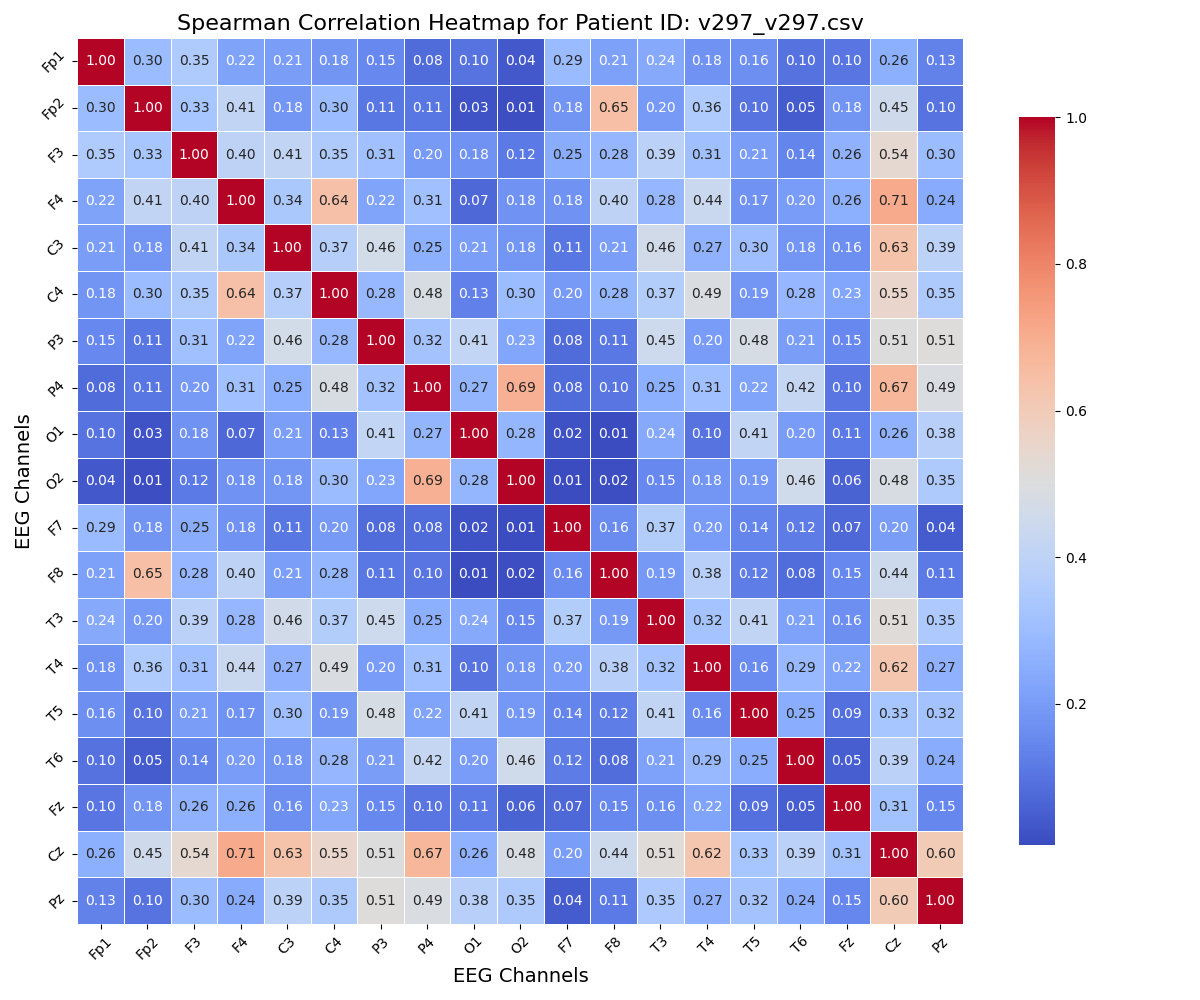 Spearman Correlation Heatmap for Patient ID: v297_v297.csv
Fp1 1.00 0.30 0.35 0.22 0.21 0.18 0.15 0.08 0.10 0.04 0.29 0.21 0.24 0.18 0.16 0.10 0.10 0.26 0.13
Fp2 0.30 1.00 0.33 0.41 0.18 0.30 0.11 0.11 0.03 0.01 0.18 0.65 0.20 0.36 0.10 0.05 0.18 0.45 0.10
F3 0.35 0.33 1.00 0.40 0.41 0.35 0.31 0.20 0.18 0.12 0.25 0.28 0.39 0.31 0.21 0.14 0.26 0.54 0.30
F4 0.22 0.41 0.40 1.00 0.34 0.64 0.22 0.31 0.07 0.18 0.18 0.40 0.28 0.44 0.17 0.20 0.26 0.71 0.24
C3 0.21 0.18 0.41 0.34 1.00 0.37 0.46 0.25 0.21 0.18 0.11 0.21 0.46 0.27 0.30 0.18 0.16 0.63 0.39
C4 0.18 0.30 0.35 0.64 0.37 1.00 0.28 0.48 0.13 0.30 0.20 0.28 0.37 0.49 0.19 0.28 0.23 0.55 0.35
P3 0.15 0.11 0.31 0.22 0.46 0.28 1.00 0.32 0.41 0.23 0.08 0.11 0.45 0.20 0.48 0.21 0.15 0.51 0.51
P4 0.08 0.11 0.20 0.31 0.25 0.48 0.32 1.00 0.27 0.69 0.08 0.10 0.25 0.31 0.22 0.42 0.10 0.67 0.49
O1 0.10 0.03 0.18 0.07 0.21 0.13 0.41 0.27 1.00 0.28 0.02 0.01 0.24 0.10 0.41 0.20 0.11 0.26 0.38
O2 0.04 0.01 0.12 0.18 0.18 0.30 0.23 0.69 0.28 1.00 0.01 0.02 0.15 0.18 0.19 0.46 0.06 0.48 0.35
F7 0.29 0.18 0.25 0.18 0.11 0.20 0.08 0.08 0.02 0.01 1.00 0.16 0.37 0.20 0.14 0.12 0.07 0.20 0.04
F8 0.21 0.65 0.28 0.40 0.21 0.28 0.11 0.10 0.01 0.02 0.16 1.00 0.19 0.38 0.12 0.08 0.15 0.44 0.11
T3 0.24 0.20 0.39 0.28 0.46 0.37 0.45 0.25 0.24 0.15 0.37 0.19 1.00 0.32 0.41 0.21 0.16 0.51 0.35
T4 0.18 0.36 0.31 0.44 0.27 0.49 0.20 0.31 0.10 0.18 0.20 0.38 0.32 1.00 0.16 0.29 0.22 0.62 0.27
T5 0.16 0.10 0.21 0.17 0.30 0.19 0.48 0.22 0.41 0.19 0.14 0.12 0.41 0.16 1.00 0.25 0.09 0.33 0.32
T6 0.10 0.05 0.14 0.20 0.18 0.28 0.21 0.42 0.20 0.46 0.12 0.08 0.21 0.29 0.25 1.00 0.05 0.39 0.24
Fz 0.10 0.18 0.26 0.26 0.16 0.23 0.15 0.10 0.11 0.06 0.07 0.15 0.16 0.22 0.09 0.05 1.00 0.31 0.15
Cz 0.26 0.45 0.54 0.71 0.63 0.55 0.51 0.67 0.26 0.48 0.20 0.44 0.51 0.62 0.33 0.39 0.31 1.00 0.60
Pz 0.13 0.10 0.30 0.24 0.39 0.35 0.51 0.49 0.38 0.35 0.04 0.11 0.35 0.27 0.32 0.24 0.15 0.60 1.00
Fp1 Fp2 F3 F4 C3 C4 P3 P4 O1 O2 F7 F8 T3 T4 T5 T6 Fz Cz Pz
EEG Channels
EEG Channels
1.0
0.8
0.6
0.4
0.2